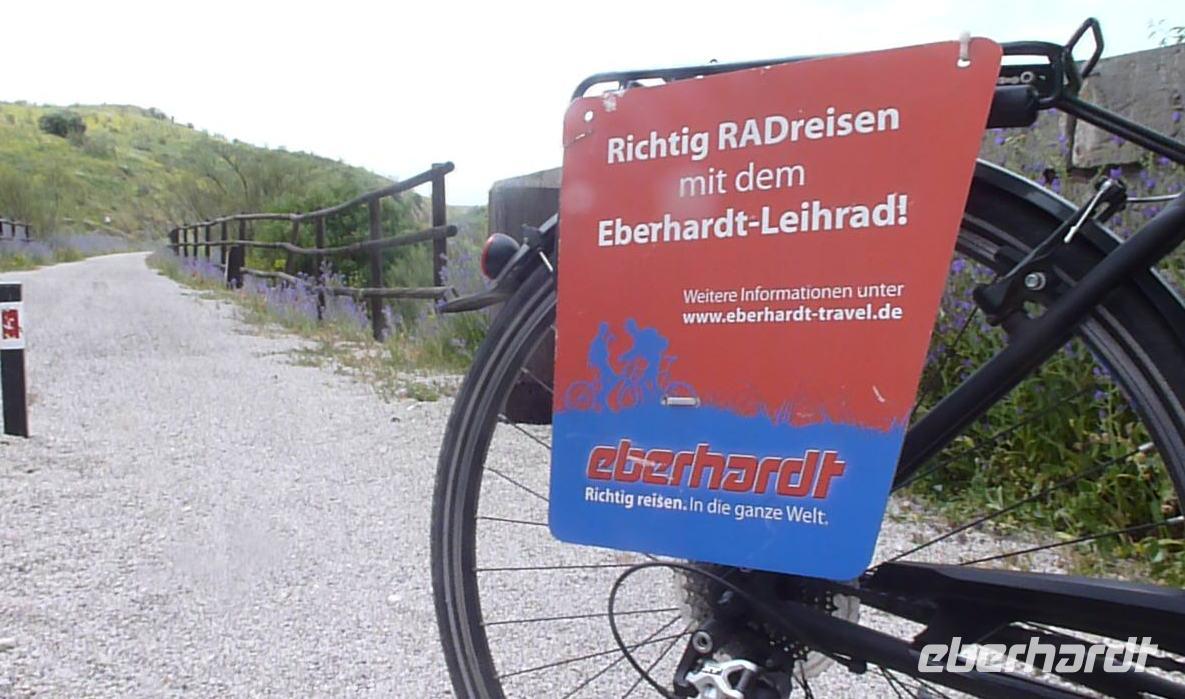 Richtig RADreisen
mit dem
Eberhardt-Leihrad!
Weitere Informationen unter
www.eberhardt-travel.de
eberhardt
Richtig reisen. In die ganze Welt.
eberhardt